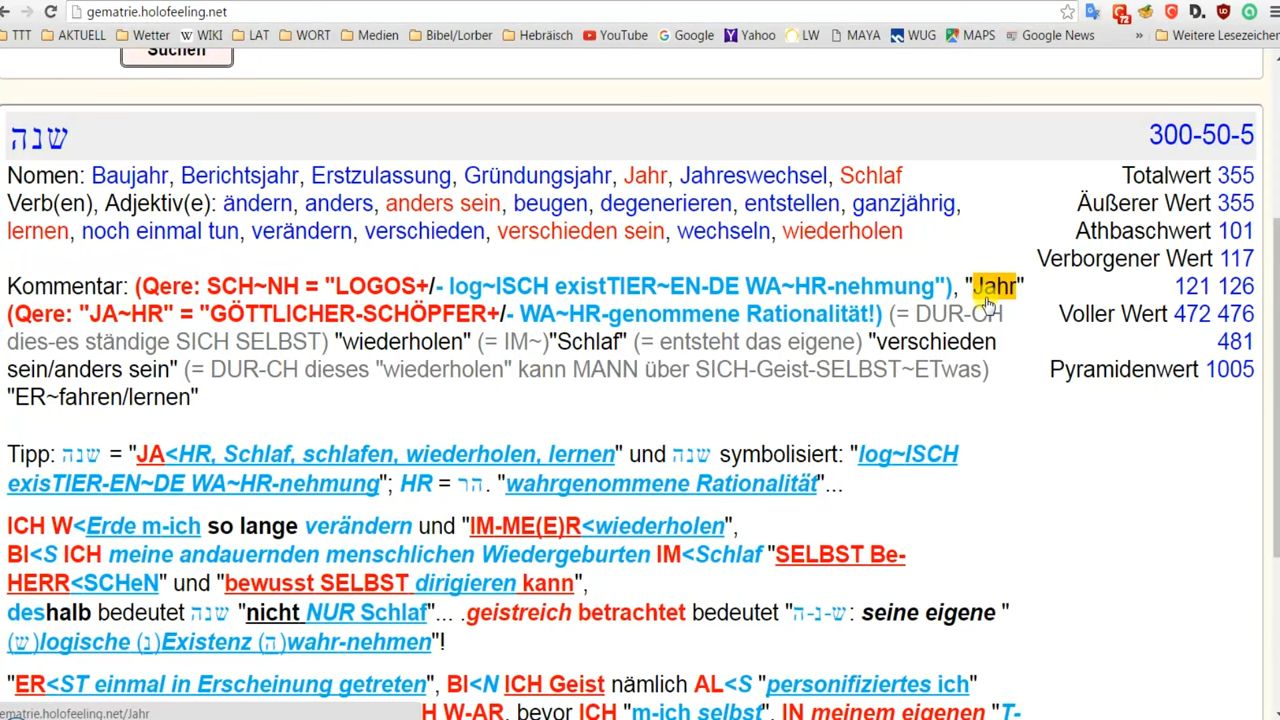 gematrie.holofeeling.net
TTT AKTUELL Wetter WIKI LAT WORT Medien Bibel/Lorber Hebräisch YouTube Google Yahoo LW MAYA WUG MAPS Google News » Weitere Lesezeichen
Suchen
שנה 300-50-5
Nomen: Baujahr, Berichtsjahr, Erstzulassung, Gründungsjahr, Jahr, Jahreswechsel, Schlaf
Totalwert 355
Verb(en), Adjektiv(e): ändern, anders, anders sein, beugen, degenerieren, entstellen, ganzjährig,
Äußerer Wert 355
lernen, noch einmal tun, verändern, verschieden, verschieden sein, wechseln, wiederholen
Athbaschwert 101
Verborgener Wert 117
Kommentar: (Qere: SCH~NH = "LOGOS+/- log~ISCH existTIER~EN-DE WA~HR-nehmung"), "Jahr"
121 126
(Qere: "JA~HR" = "GÖTTLICHER-SCHÖPFER+/- WA~HR-genommene Rationalität!) (= DUR-CH
Voller Wert 472 476
dies-es ständige SICH SELBST) "wiederholen" (= IM~)"Schlaf" (= entsteht das eigene) "verschieden
481
sein/anders sein" (= DUR-CH dieses "wiederholen" kann MANN über SICH-Geist-SELBST~ETwas)
Pyramidenwert 1005
"ER~fahren/lernen"
Tipp: שנה = "JA<HR, Schlaf, schlafen, wiederholen, lernen" und שנה symbolisiert: "log~ISCH
exisTIER-EN~DE WA~HR-nehmung"; HR = הר. "wahrgenommene Rationalität"...
ICH W<Erde m-ich so lange verändern und "IM-ME(E)R<wiederholen",
BI<S ICH meine andauernden menschlichen Wiedergeburten IM<Schlaf "SELBST Be-
HERR<SCHeN" und "bewusst SELBST dirigieren kann",
deshalb bedeutet שנה "nicht NUR Schlaf"... .geistreich betrachtet bedeutet "ש-נ-ה: seine eigene "
(ש)logische (נ)Existenz (ה)wahr-nehmen"!
"ER<ST einmal in Erscheinung getreten", BI<N ICH Geist nämlich AL<S "personifiziertes ich"
ematrie.holofeeling.net/Jahr
H W-AR, bevor ICH "m-ich selbst", IN meinem eigenen "T-